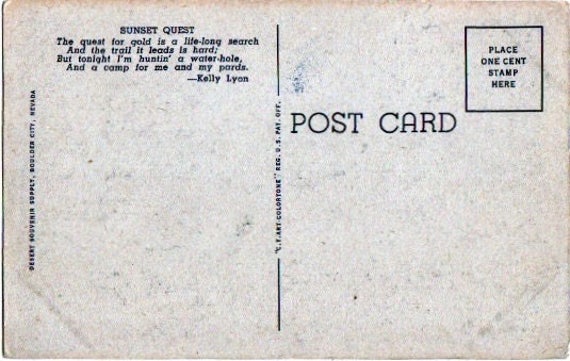 SUNSET QUEST
The quest for gold is a life-long search
And the trail it leads is hard;
But tonight I'm huntin' a water-hole,
And a camp for me and my pards.
—Kelly Lyon
DESERT SOUVENIR SUPPLY, BOULDER CITY, NEVADA
"C.T. ART-COLORTONE" REG. U.S. PAT. OFF.
POST CARD
PLACE
ONE CENT
STAMP
HERE